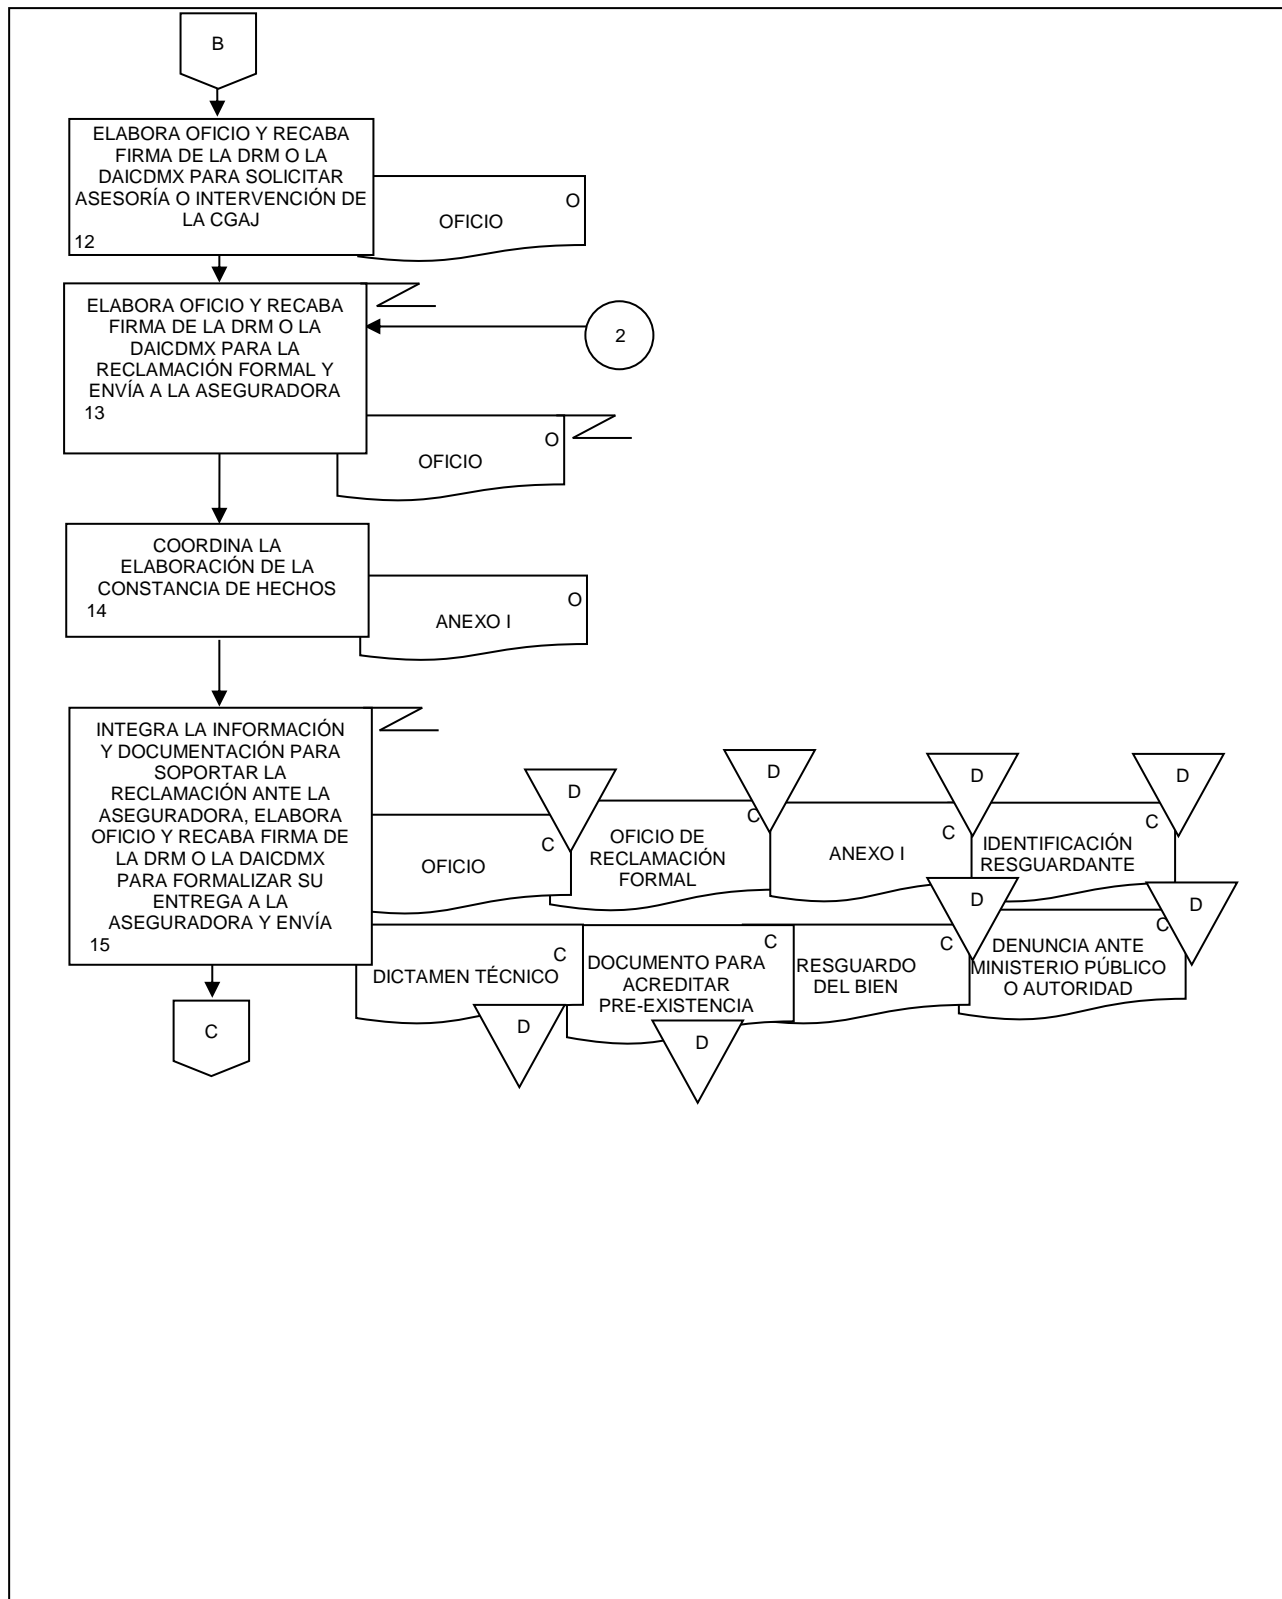 B
ELABORA OFICIO Y RECABA
FIRMA DE LA DRM O LA
DAICDMX PARA SOLICITAR
ASESORÍA O INTERVENCIÓN DE
LA CGAJ
12
O
OFICIO
ELABORA OFICIO Y RECABA
FIRMA DE LA DRM O LA
DAICDMX PARA LA
RECLAMACIÓN FORMAL Y
ENVÍA A LA ASEGURADORA
13
2
O
OFICIO
COORDINA LA
ELABORACIÓN DE LA
CONSTANCIA DE HECHOS
14
O
ANEXO I
INTEGRA LA INFORMACIÓN
Y DOCUMENTACIÓN PARA
SOPORTAR LA
RECLAMACIÓN ANTE LA
ASEGURADORA, ELABORA
OFICIO Y RECABA FIRMA DE
LA DRM O LA DAICDMX
PARA FORMALIZAR SU
ENTREGA A LA
ASEGURADORA Y ENVÍA
15
OFICIO
C
D
OFICIO DE
RECLAMACIÓN
FORMAL
C
D
ANEXO I
C
D
IDENTIFICACIÓN
RESGUARDANTE
C
D
DICTAMEN TÉCNICO
C
D
DOCUMENTO PARA
ACREDITAR
PRE-EXISTENCIA
C
D
RESGUARDO
DEL BIEN
C
D
DENUNCIA ANTE
MINISTERIO PÚBLICO
O AUTORIDAD
C
D
C